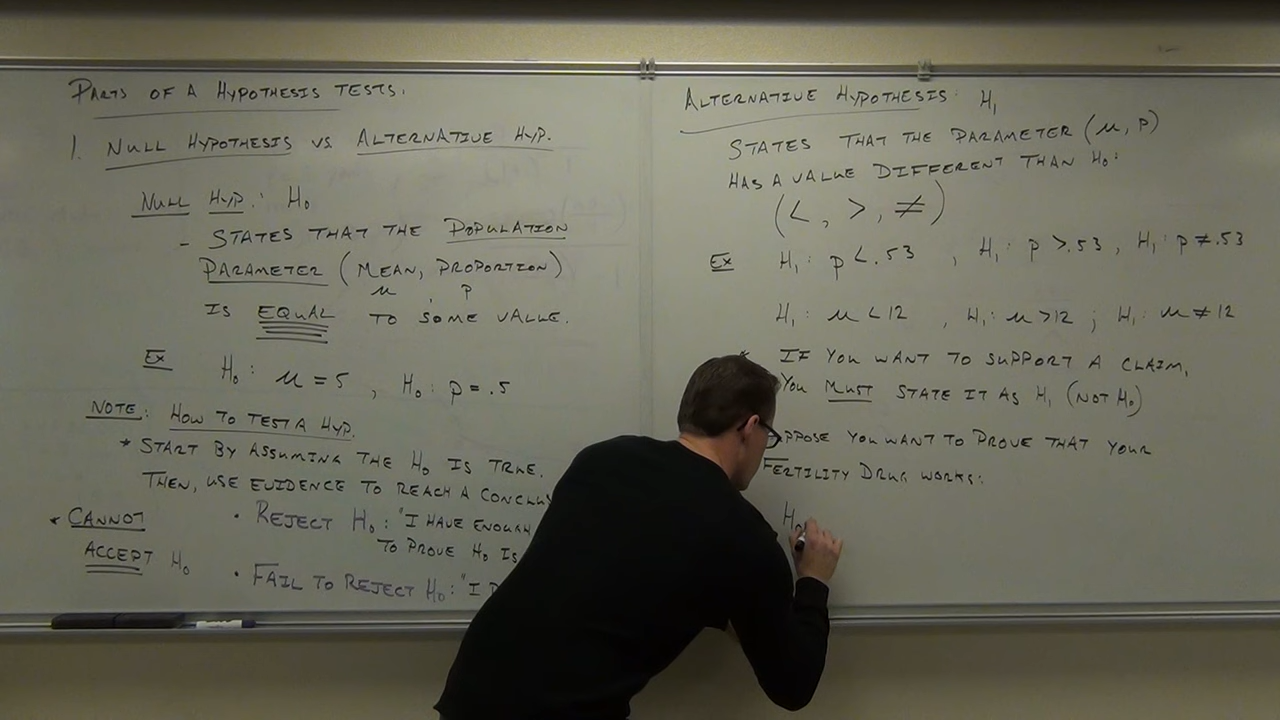 PARTS OF A HYPOTHESIS TESTS.
1. NULL HYPOTHESIS VS. ALTERNATIVE HYP.
NULL HYP.: H₀
- STATES THAT THE POPULATION
PARAMETER (MEAN, PROPORTION)
μ , p
IS EQUAL TO SOME VALUE.
EX H₀: μ = 5 , H₀: p = .5
NOTE: HOW TO TEST A HYP.
* START BY ASSUMING THE H₀ IS TRUE.
THEN, USE EVIDENCE TO REACH A
* CANNOT
ACCEPT H₀
• REJECT H₀: "I HAVE ENOUGH
TO PROVE H₀ IS
• FAIL TO REJECT H₀: "I
ALTERNATIVE HYPOTHESIS: H₁
STATES THAT THE PARAMETER (μ, p)
HAS A VALUE DIFFERENT THAN H₀:
(<, >, ≠)
EX H₁: p < .53 , H₁: p > .53 , H₁: p ≠ .53
H₁: μ < 12 , H₁: μ > 12 ; H₁: μ ≠ 12
* IF YOU WANT TO SUPPORT A CLAIM,
YOU MUST STATE IT AS H₁ (NOT H₀)
YOU WANT TO PROVE THAT YOUR
FERTILITY DRUG WORKS:
H₀